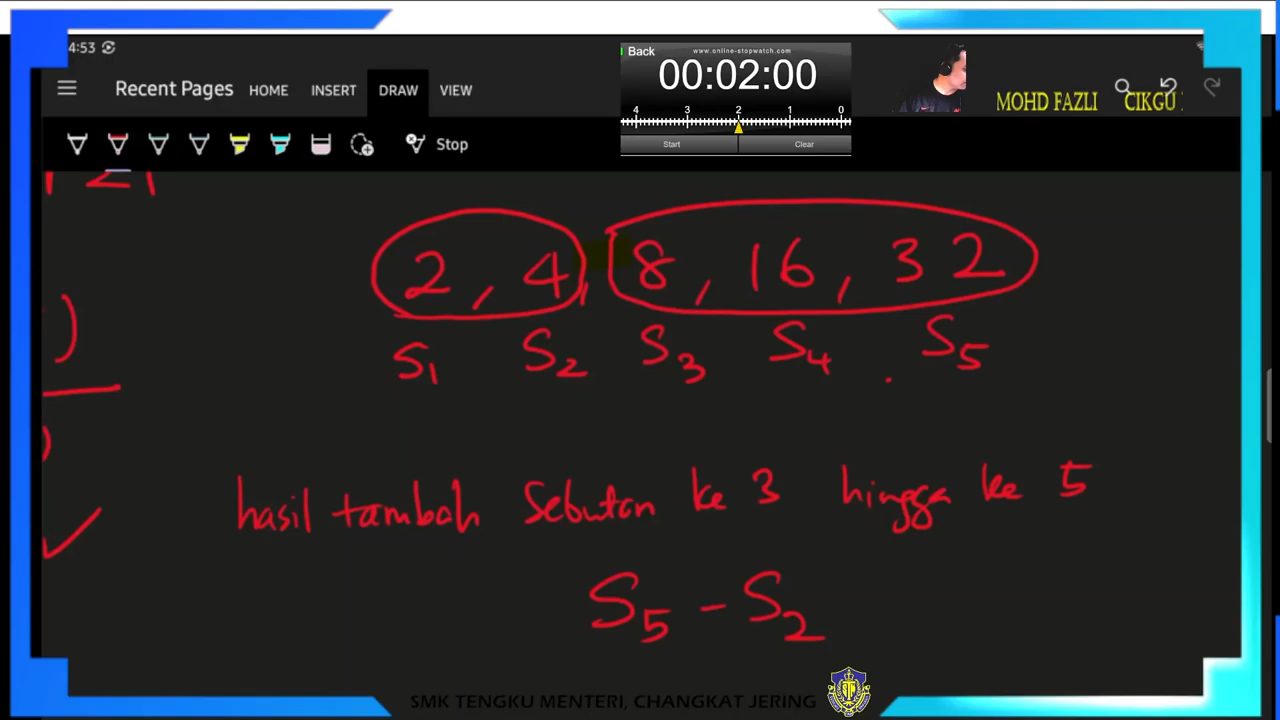 4:53
Back
www.online-stopwatch.com
00:02:00
4 3 2 1 0
Start Clear
Recent Pages HOME INSERT DRAW VIEW
MOHD FAZLI CIKGU
Stop
2, 4, 8, 16, 32
S1 S2 S3 S4 S5
hasil tambah sebutan ke 3 hingga ke 5
S5 - S2
SMK TENGKU MENTERI, CHANGKAT JERING